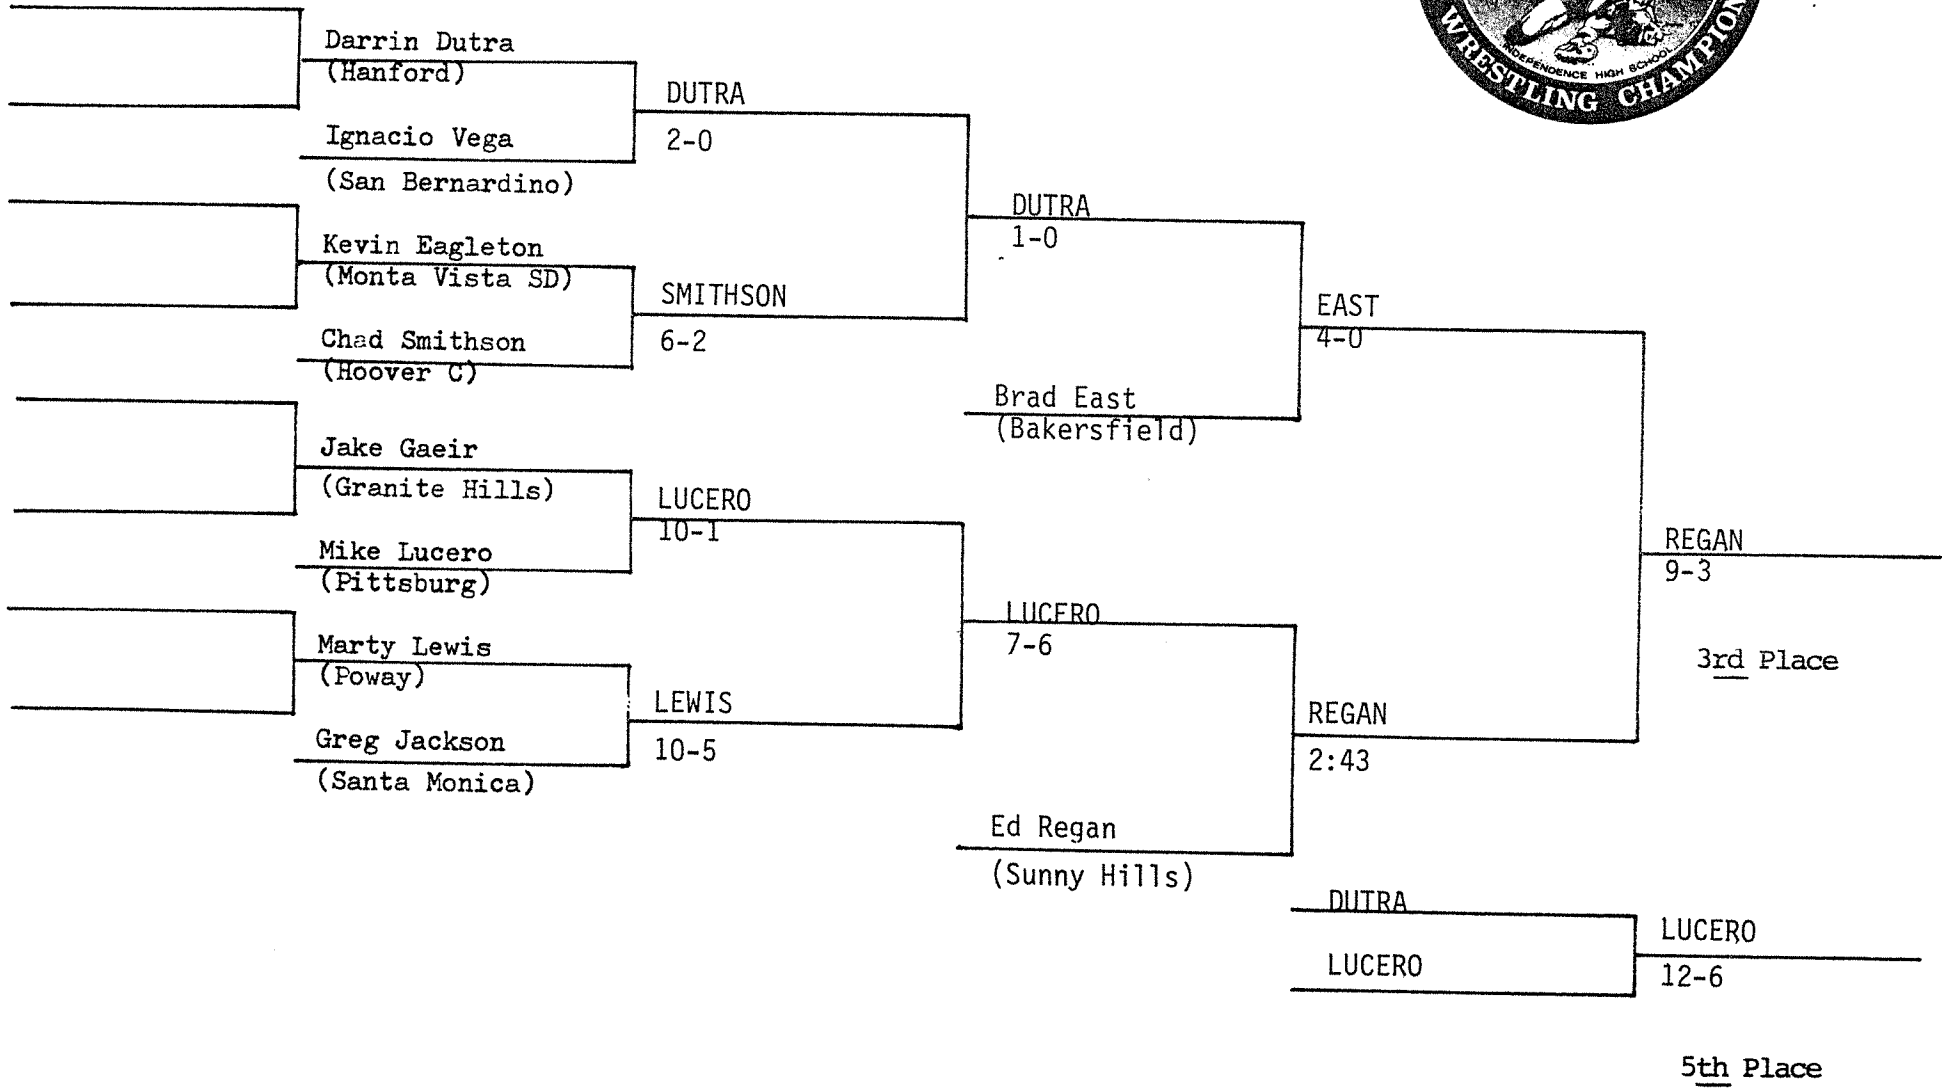 Darrin Dutra
(Hanford)
DUTRA
2-0
Ignacio Vega
(San Bernardino)
DUTRA
1-0
Kevin Eagleton
(Monta Vista SD)
SMITHSON
6-2
Chad Smithson
(Hoover C)
EAST
4-0
Brad East
(Bakersfield)
Jake Gaeir
(Granite Hills)
LUCERO
10-1
Mike Lucero
(Pittsburg)
REGAN
9-3
LUCERO
7-6
Marty Lewis
(Poway)
3rd Place
LEWIS
10-5
Greg Jackson
(Santa Monica)
REGAN
2:43
Ed Regan
(Sunny Hills)
DUTRA
LUCERO
LUCERO
12-6
5th Place
INDEPENDENCE HIGH SCHOOL
WRESTLING CHAMPION